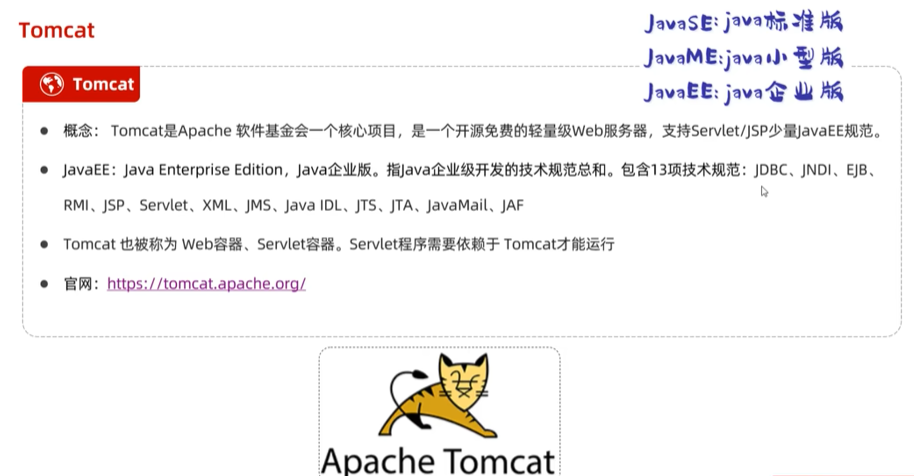 Tomcat
JavaSE:java标准版
JavaME:java小型版
JavaEE:java企业版
Tomcat
概念： Tomcat是Apache 软件基金会一个核心项目，是一个开源免费的轻量级Web服务器，支持Servlet/JSP少量JavaEE规范。
JavaEE：Java Enterprise Edition，Java企业版。指Java企业级开发的技术规范总和。包含13项技术规范：JDBC、JNDI、EJB、
RMI、JSP、Servlet、XML、JMS、Java IDL、JTS、JTA、JavaMail、JAF
Tomcat 也被称为 Web容器、Servlet容器。Servlet程序需要依赖于 Tomcat才能运行
官网：https://tomcat.apache.org/
Apache Tomcat